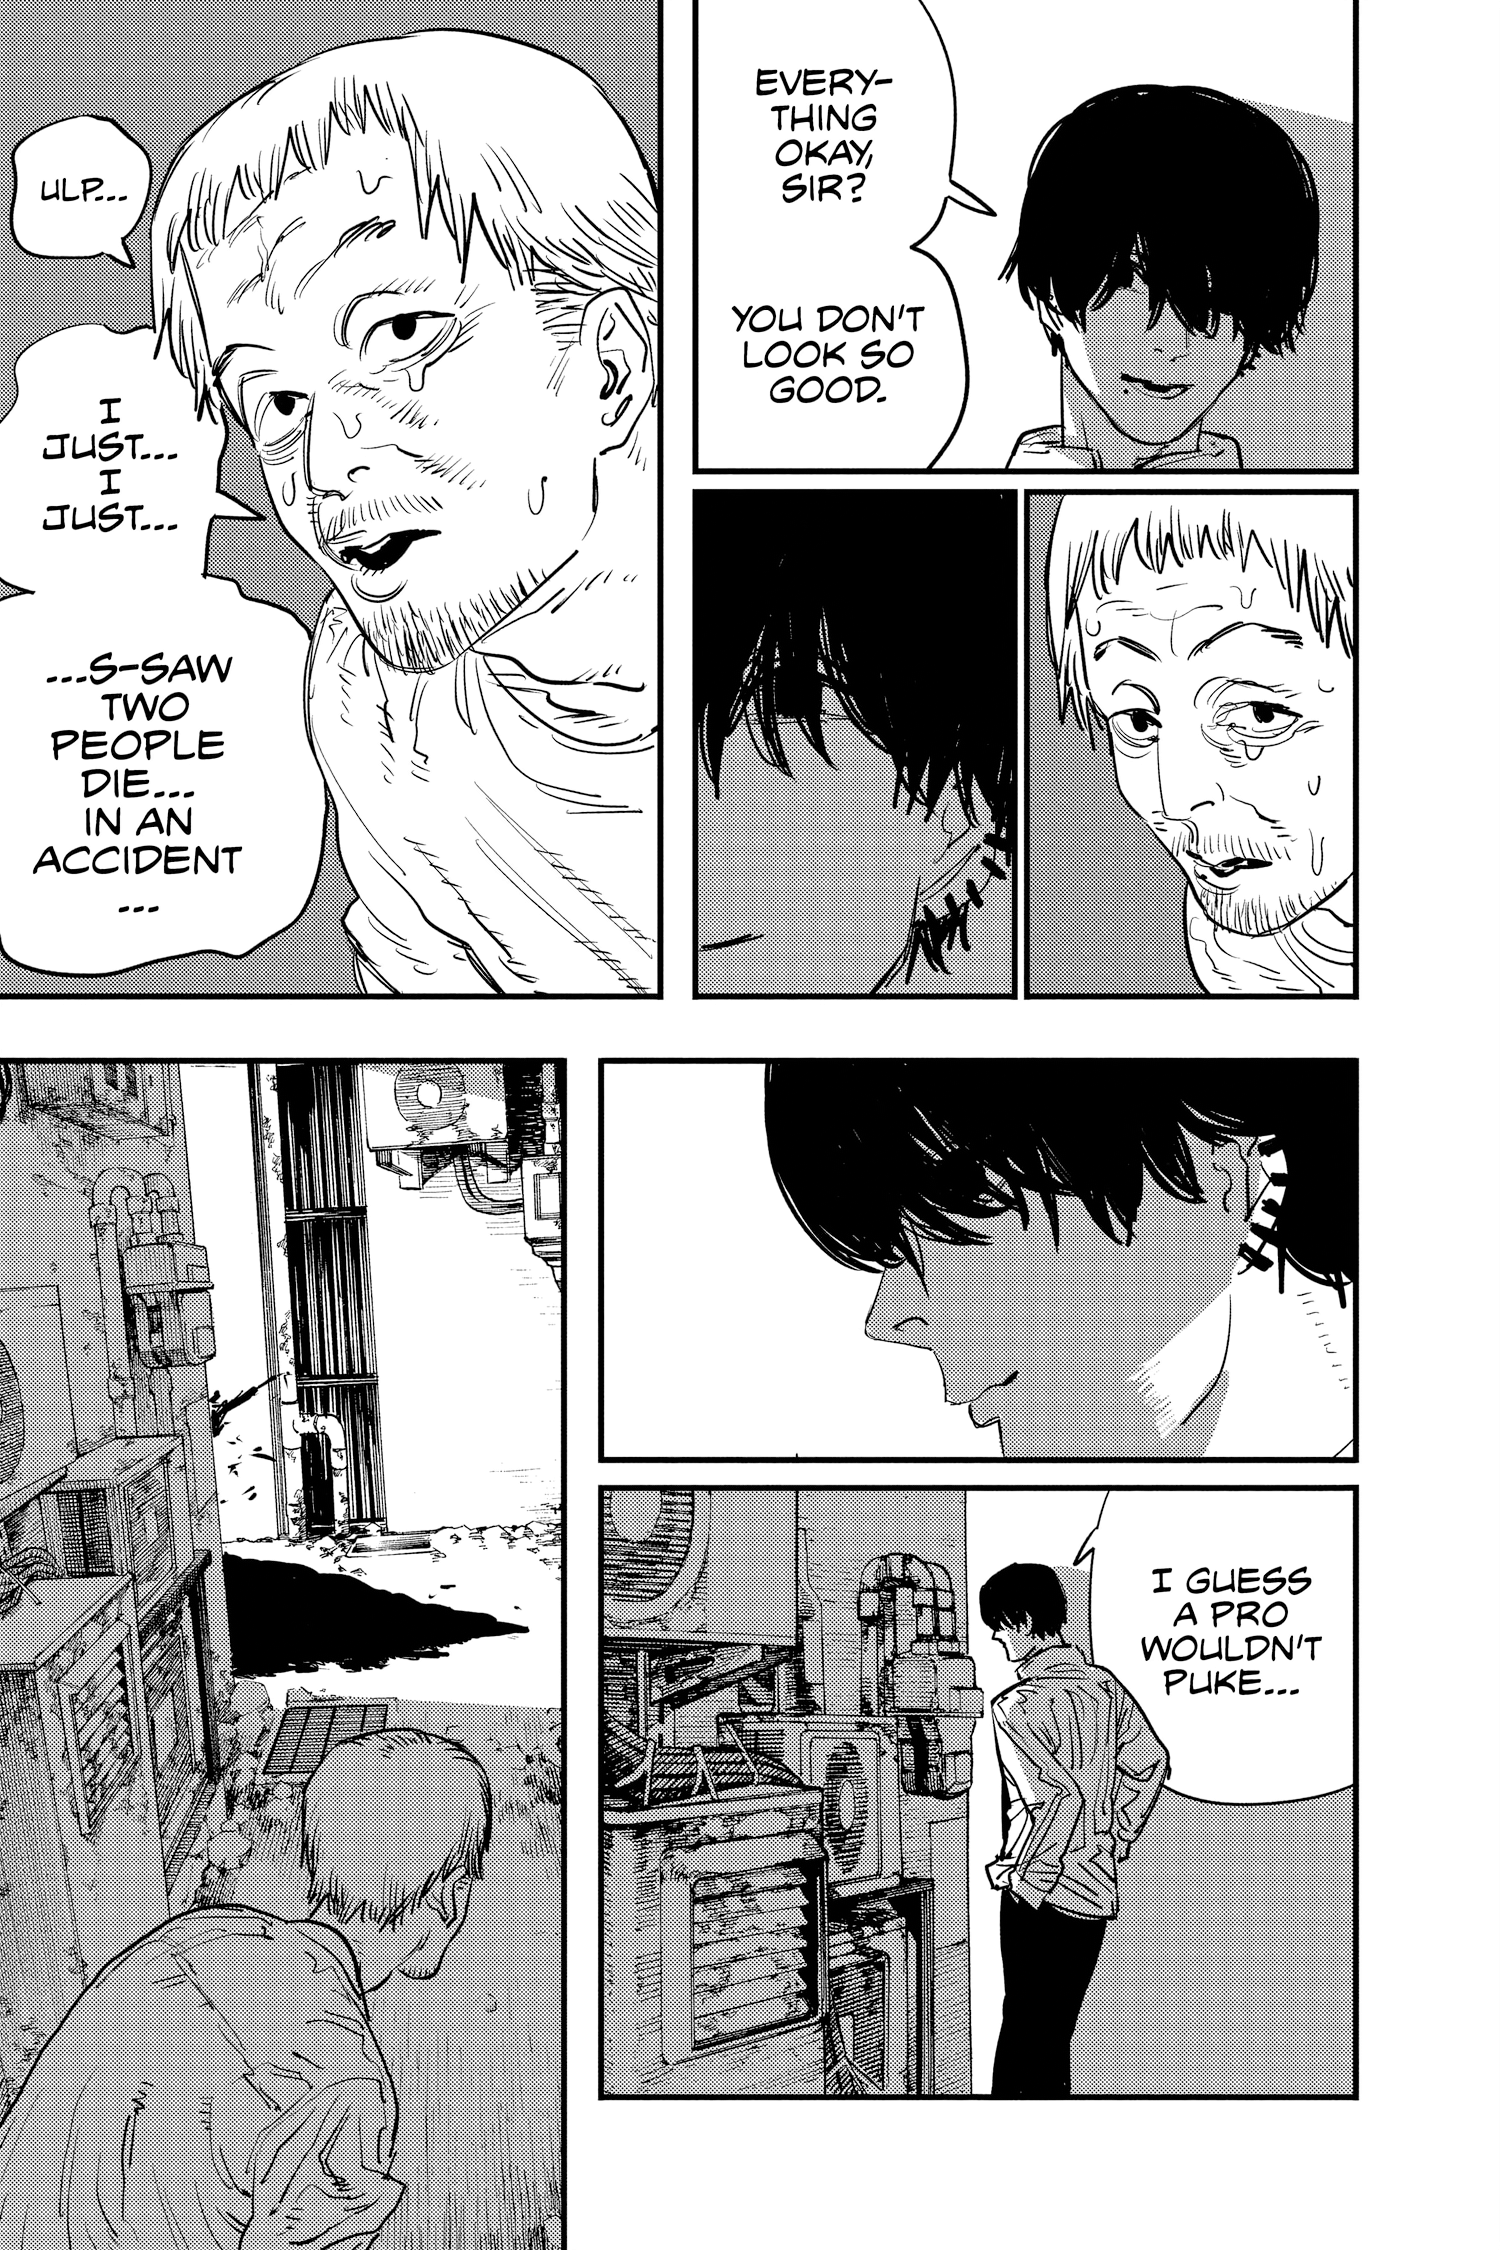 EVERY-
THING
OKAY,
SIR?
YOU DON'T
LOOK SO
GOOD.
ULP...
I
JUST...
I
JUST...
...S-SAW
TWO
PEOPLE
DIE...
IN AN
ACCIDENT
...
I GUESS
A PRO
WOULDN'T
PUKE...